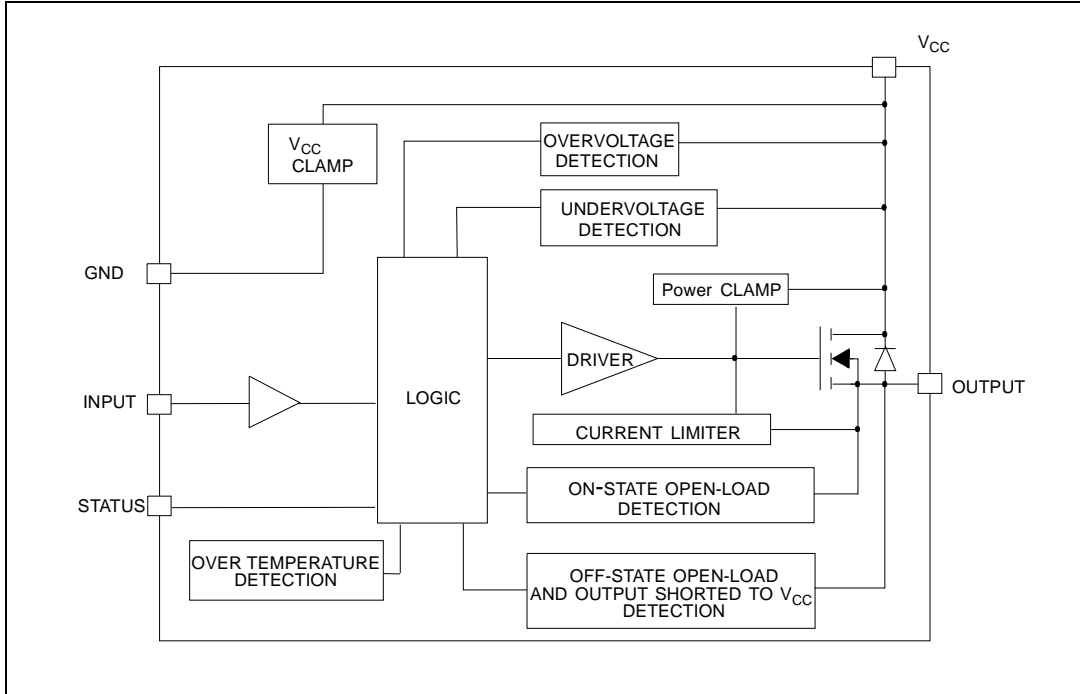 VCC
VCC
CLAMP
OVERVOLTAGE
DETECTION
UNDERVOLTAGE
DETECTION
GND
Power CLAMP
DRIVER
INPUT
LOGIC
OUTPUT
CURRENT LIMITER
ON-STATE OPEN-LOAD
DETECTION
STATUS
OVER TEMPERATURE
DETECTION
OFF-STATE OPEN-LOAD
AND OUTPUT SHORTED TO VCC
DETECTION